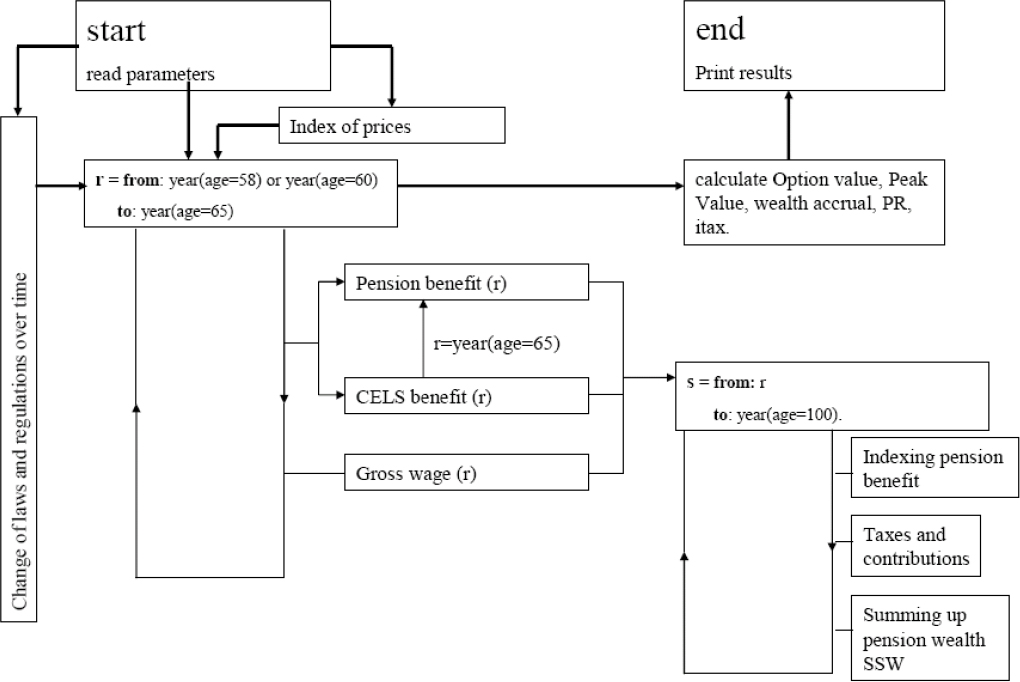 start
read parameters
end
Print results
Index of prices
r = from: year(age=58) or year(age=60)
to: year(age=65)
calculate Option value, Peak
Value, wealth accrual, PR,
itax.
Change of laws and regulations over time
Pension benefit (r)
r=year(age=65)
CELS benefit (r)
Gross wage (r)
s = from: r
to: year(age=100).
Indexing pension
benefit
Taxes and
contributions
Summing up
pension wealth
SSW